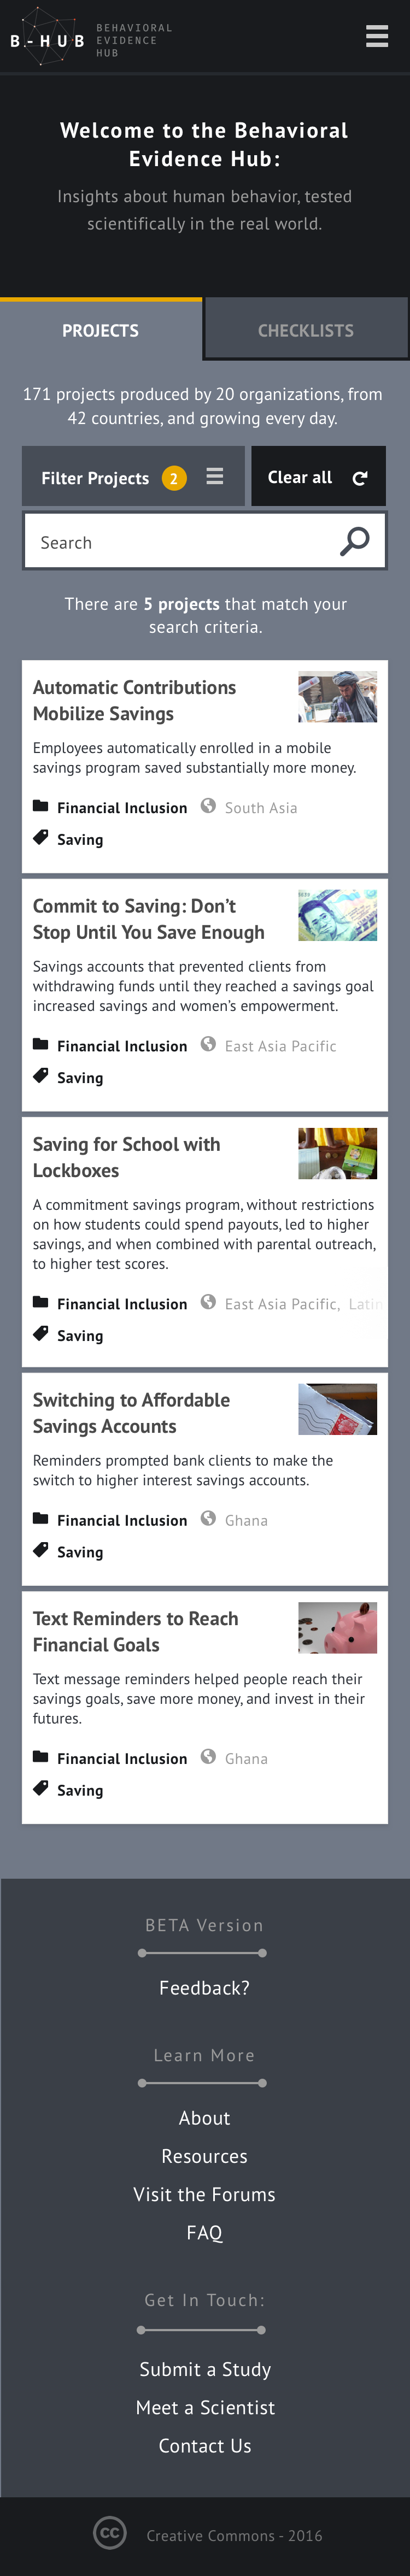 B - H U B
BEHAVIORAL
EVIDENCE
HUB
Welcome to the Behavioral
Evidence Hub:
Insights about human behavior, tested
scientifically in the real world.
PROJECTS
CHECKLISTS
171 projects produced by 20 organizations, from
42 countries, and growing every day.
Filter Projects 2
Clear all
Search
There are 5 projects that match your
search criteria.
Automatic Contributions
Mobilize Savings
Employees automatically enrolled in a mobile
savings program saved substantially more money.
Financial Inclusion South Asia
Saving
Commit to Saving: Don’t
Stop Until You Save Enough
Savings accounts that prevented clients from
withdrawing funds until they reached a savings goal
increased savings and women’s empowerment.
Financial Inclusion East Asia Pacific
Saving
Saving for School with
Lockboxes
A commitment savings program, without restrictions
on how students could spend payouts, led to higher
savings, and when combined with parental outreach,
to higher test scores.
Financial Inclusion East Asia Pacific, Latin
Saving
Switching to Affordable
Savings Accounts
Reminders prompted bank clients to make the
switch to higher interest savings accounts.
Financial Inclusion Ghana
Saving
Text Reminders to Reach
Financial Goals
Text message reminders helped people reach their
savings goals, save more money, and invest in their
futures.
Financial Inclusion Ghana
Saving
BETA Version
Feedback?
Learn More
About
Resources
Visit the Forums
FAQ
Get In Touch:
Submit a Study
Meet a Scientist
Contact Us
cc Creative Commons - 2016